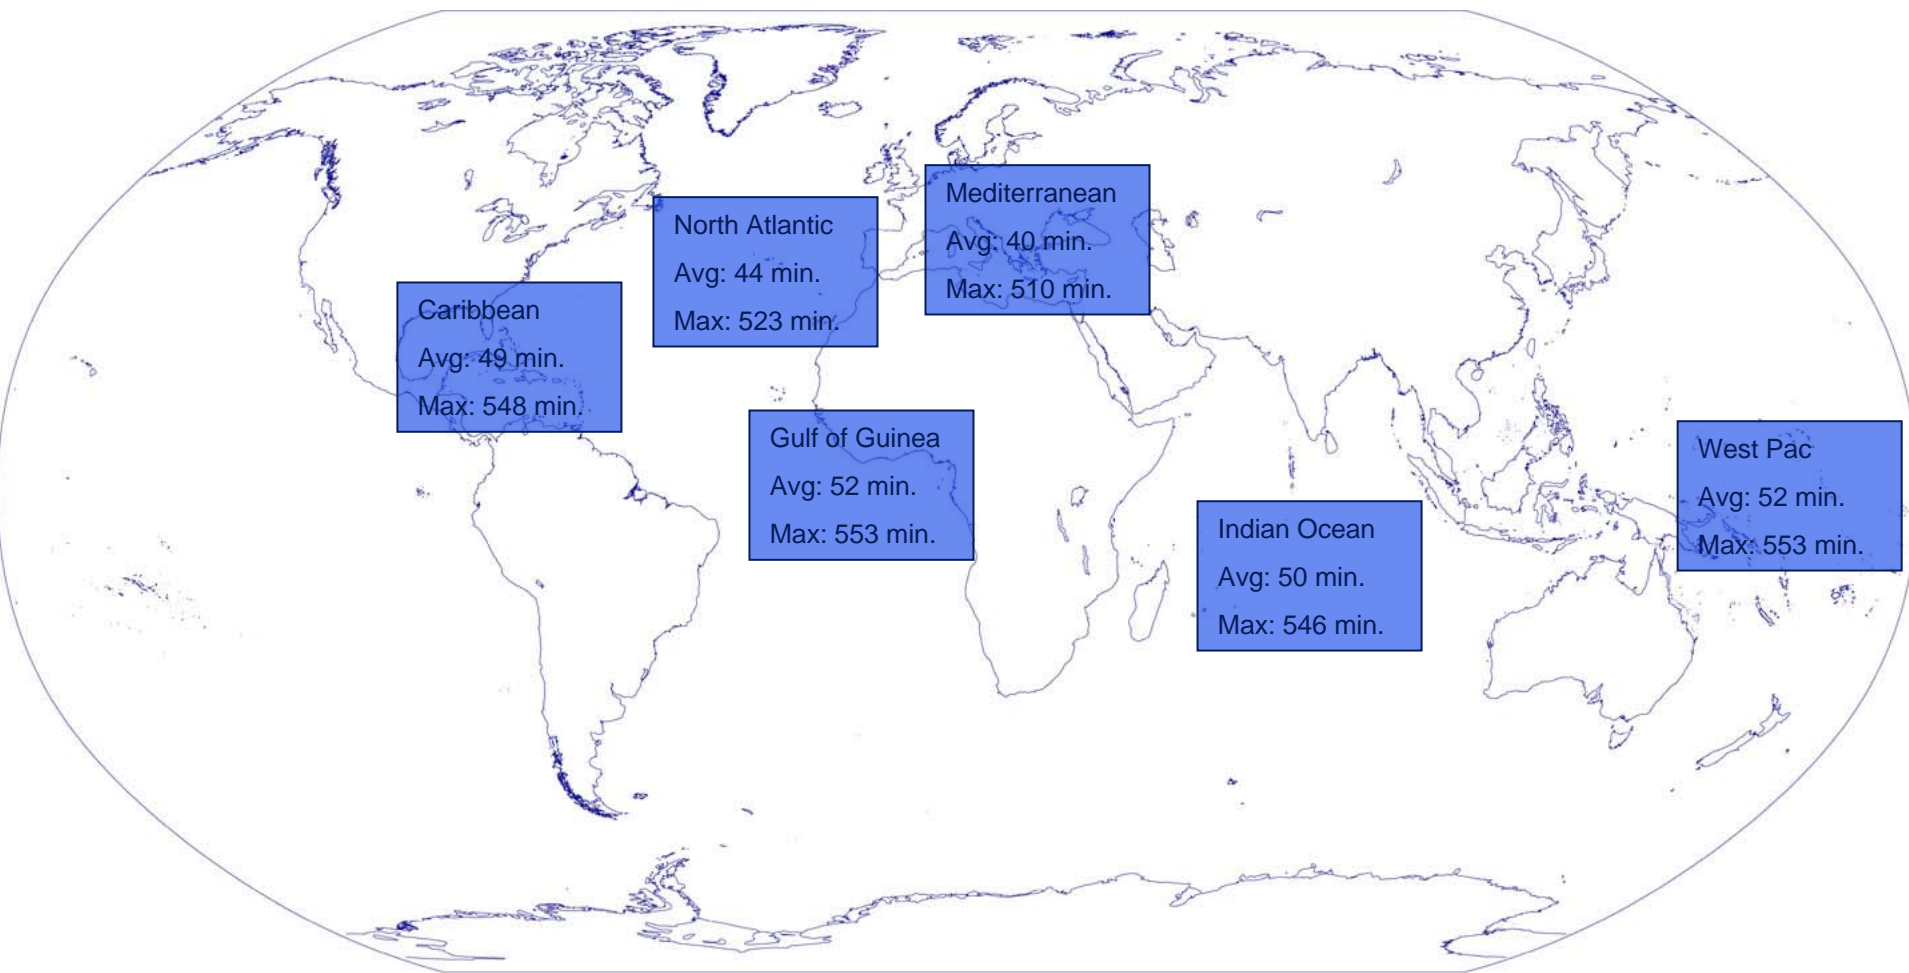 Mediterranean
Avg: 40 min.
Max: 510 min.
North Atlantic
Avg: 44 min.
Max: 523 min.
Caribbean
Avg: 49 min.
Max: 548 min.
Gulf of Guinea
Avg: 52 min.
Max: 553 min.
West Pac
Avg: 52 min.
Max: 553 min.
Indian Ocean
Avg: 50 min.
Max: 546 min.